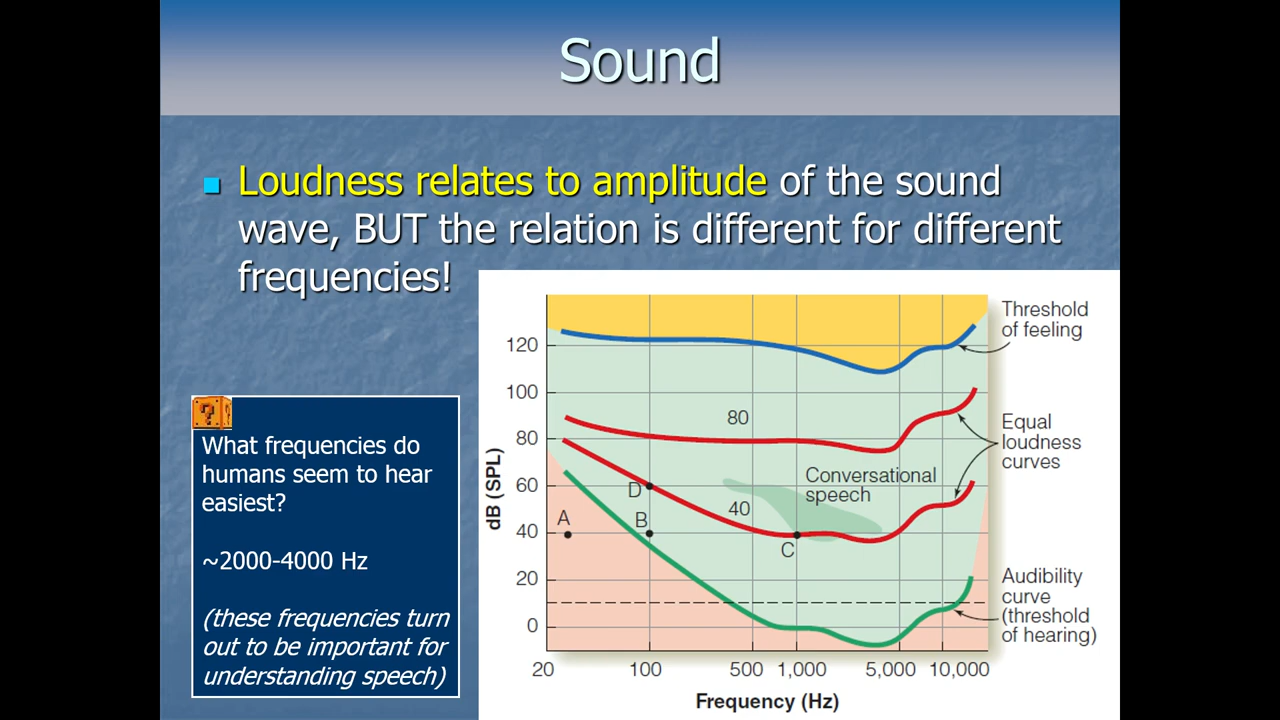 Sound
Loudness relates to amplitude of the sound
wave, BUT the relation is different for different
frequencies!
?
What frequencies do
humans seem to hear
easiest?
~2000-4000 Hz
(these frequencies turn
out to be important for
understanding speech)
dB (SPL)
120
100
80
60
40
20
0
20
100
500
1,000
5,000
10,000
Frequency (Hz)
80
40
A
B
C
D
Conversational
speech
Threshold
of feeling
Equal
loudness
curves
Audibility
curve
(threshold
of hearing)